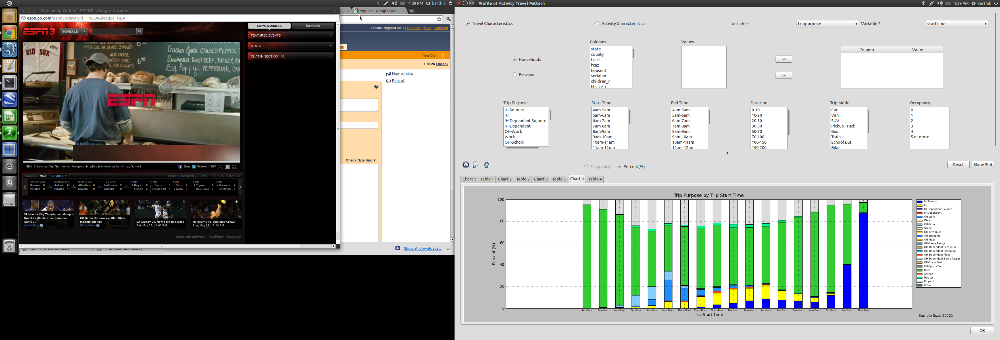 4:39 PM karthik
Streaming Online - ESPN3 - Google Chrome
... Popular - Google Fast...
espn.go.com/espn3/player?id=178898&league=NBA
ESPN3
SCHEDULE
ESPN3 MODULES
facebook
FEATURED EVENTS
STATS
CHAT IN SECTION 140
RED SOX
ADD CHEESE
Cracker Jack: CRACKED PEPPER
Bushman: ROAST BEEF, TURKEY, B
Big Poppy: PEPPERONI, OV
ESPN
NBA: Oklahoma City Thunder vs. Memphis Grizzlies (Conference Semifinal, Game 3)
Share Retweet VIEW:
SCORES - MLB SPORTS
Regular Season: May 7, 2011 Auto Update: On
Bottom 2nd
Braves 0
Phillies 0
Bottom 2nd
Astros 0
Pirates 1
Middle 3rd
Athletics 0
Royals 0
Top 2nd
Nationals 2
Marlins 0
Final
Rays 8
Orioles 2
Final
Twins 0
Red Sox 4
Final
Reds 2
Cubs 3
Final
Tigers 9
Blue Jays 0
Final
Brewers 4
Cardinals 0
Oklahoma City Thunder vs. Memphi
Grizzlies (Conference Semifinal,
Game 3)
Watch Now
UC Santa Barbara vs. Ohio State
(Championship)
Watch Now
LA Galaxy vs. New York Red Bulls
Sat, May 07, 11:00 PM
Melbourne vs. Adelaide Crows
Sun, May 08, 12:10 AM
HELP AND SUPPORT twitter facebook
kkonduri@asu.edu | Settings | Help | Sign out
de
Web Clip < >
1 of 26 Older ›
New window
Print all
Check Spelling ▼
Show all downloads...
Profile of Activity Travel Pattern
4:39 PM karthik
Travel Characteristics
Activity Characteristics
Variable 1 trippurpose
Variable 2 starttime
Columns
state
county
tract
htaz
houseid
serialno
children_r
hhsize_r
Values
Households
Persons
>>
<<
Column Value
Trip Purpose
IH-Sojourn
IH
IH-Dependent Sojourn
IH-Dependent
OH-Work
Work
OH-School
Start Time
4am-5am
5am-6am
6am-7am
7am-8am
8am-9am
9am-10am
10am-11am
11am-12pm
End Time
4am-5am
5am-6am
6am-7am
7am-8am
8am-9am
9am-10am
10am-11am
11am-12pm
Duration
0-10
10-20
20-30
30-50
50-70
70-100
100-150
150-200
Trip Mode
Car
Van
SUV
Pickup Truck
Bus
Train
School Bus
Bike
Occupancy
0
1
2
3
4
5 or more
Frequency
Percent(%)
Reset
Show Plot
Chart 1 Table 1 Chart 2 Table 2 Chart 3 Table 3 Chart 4 Table 4
Trip Purpose by Trip Start Time
Percent (%)
100
80
60
40
20
0
4am-5am 5am-6am 6am-7am 7am-8am 8am-9am 9am-10am 10am-11am 11am-12pm 12pm-1pm 1pm-2pm 2pm-3pm 3pm-4pm 4pm-5pm 5pm-6pm 6pm-7pm 7pm-8pm 8pm-9pm After 9pm
Trip Start Time
IH-Sojourn
IH
IH-Dependent Sojourn
IH-Dependent
OH-Work
Work
OH-School
Shcool
OH-Pers Buss
OH-Shopping
OH-Meal
OH-Serve Passgr
OH-Dependent Pers Buss
OH-Dependent Shopping
OH-Dependent Meal
OH-Dependent Serve Passgr
OH-Social Visit
OH-Sports/Rec
Filler
Anchor
Pick-up
Drop-off
Other
Sample Size: 50321
OK